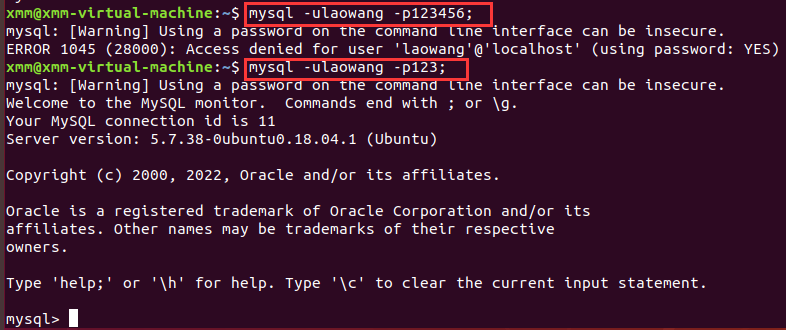 xmm@xmm-virtual-machine:~$ mysql -ulaowang -p123456;
mysql: [Warning] Using a password on the command line interface can be insecure.
ERROR 1045 (28000): Access denied for user 'laowang'@'localhost' (using password: YES)
xmm@xmm-virtual-machine:~$ mysql -ulaowang -p123;
mysql: [Warning] Using a password on the command line interface can be insecure.
Welcome to the MySQL monitor.  Commands end with ; or \g.
Your MySQL connection id is 11
Server version: 5.7.38-0ubuntu0.18.04.1 (Ubuntu)
Copyright (c) 2000, 2022, Oracle and/or its affiliates.
Oracle is a registered trademark of Oracle Corporation and/or its
affiliates. Other names may be trademarks of their respective
owners.
Type 'help;' or '\h' for help. Type '\c' to clear the current input statement.
mysql>